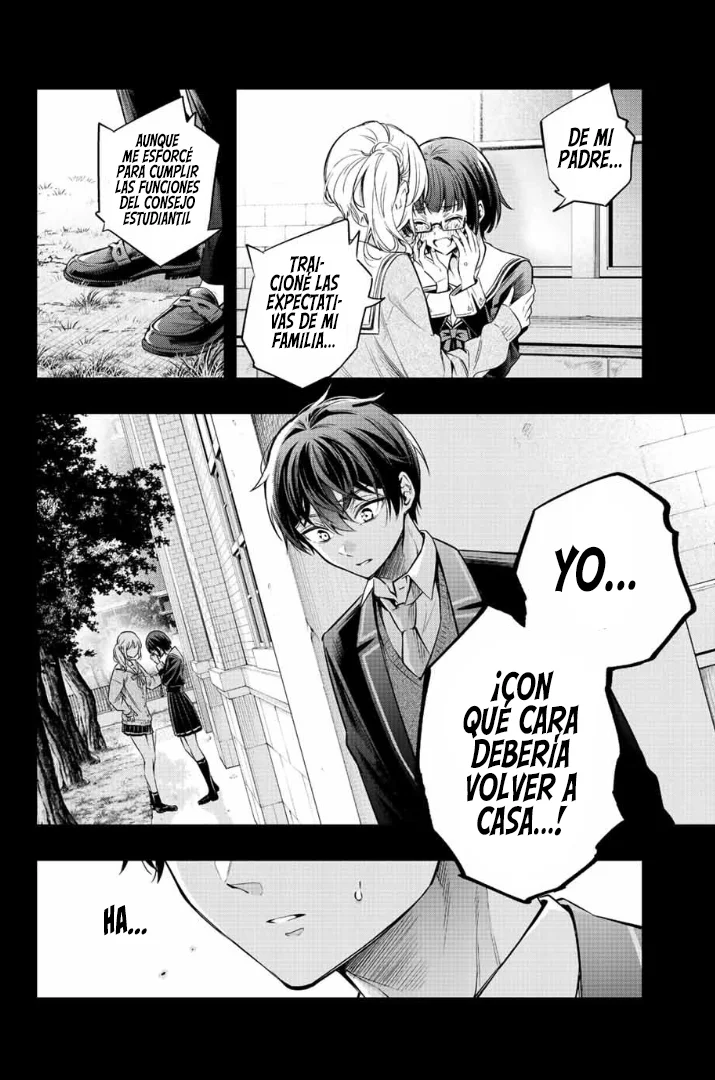 DE MI
PADRE...
TRAI-
CIONÉ LAS
EXPECTATI-
VAS DE MI
FAMILIA...
AUNQUE
ME ESFORCÉ
PARA CUMPLIR
LAS FUNCIONES
DEL CONSEJO
ESTUDIANTIL
YO...
¡CON
QUÉ CARA
DEBERÍA
VOLVER A
CASA...!
HA...